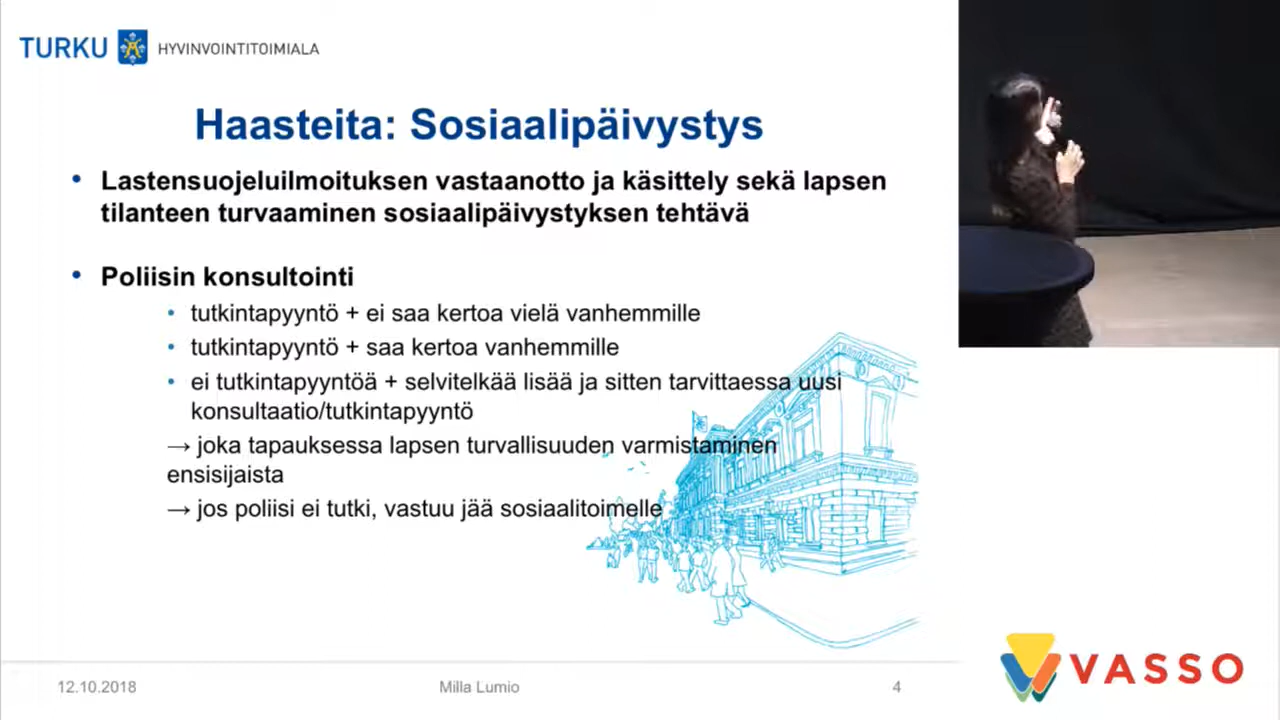 TURKU HYVINVOINTITOIMIALA
Haasteita: Sosiaalipäivystys
• Lastensuojeluilmoituksen vastaanotto ja käsittely sekä lapsen
tilanteen turvaaminen sosiaalipäivystyksen tehtävä
• Poliisin konsultointi
• tutkintapyyntö + ei saa kertoa vielä vanhemmille
• tutkintapyyntö + saa kertoa vanhemmille
• ei tutkintapyyntöä + selvitelkää lisää ja sitten tarvittaessa uusi
konsultaatio/tutkintapyyntö
→ joka tapauksessa lapsen turvallisuuden varmistaminen
ensisijaista
→ jos poliisi ei tutki, vastuu jää sosiaalitoimelle
12.10.2018 Milla Lumio 4
VASSO